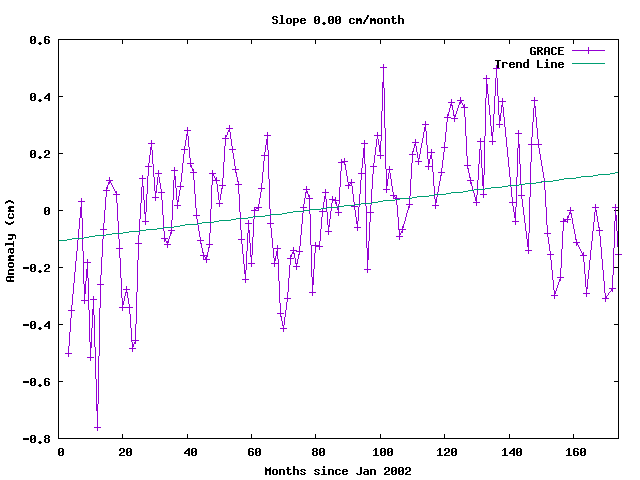 Slope 0.00 cm/month
GRACE
Trend Line
0.6
0.4
0.2
0
-0.2
-0.4
-0.6
-0.8
Anomaly (cm)
0 20 40 60 80 100 120 140 160
Months since Jan 2002